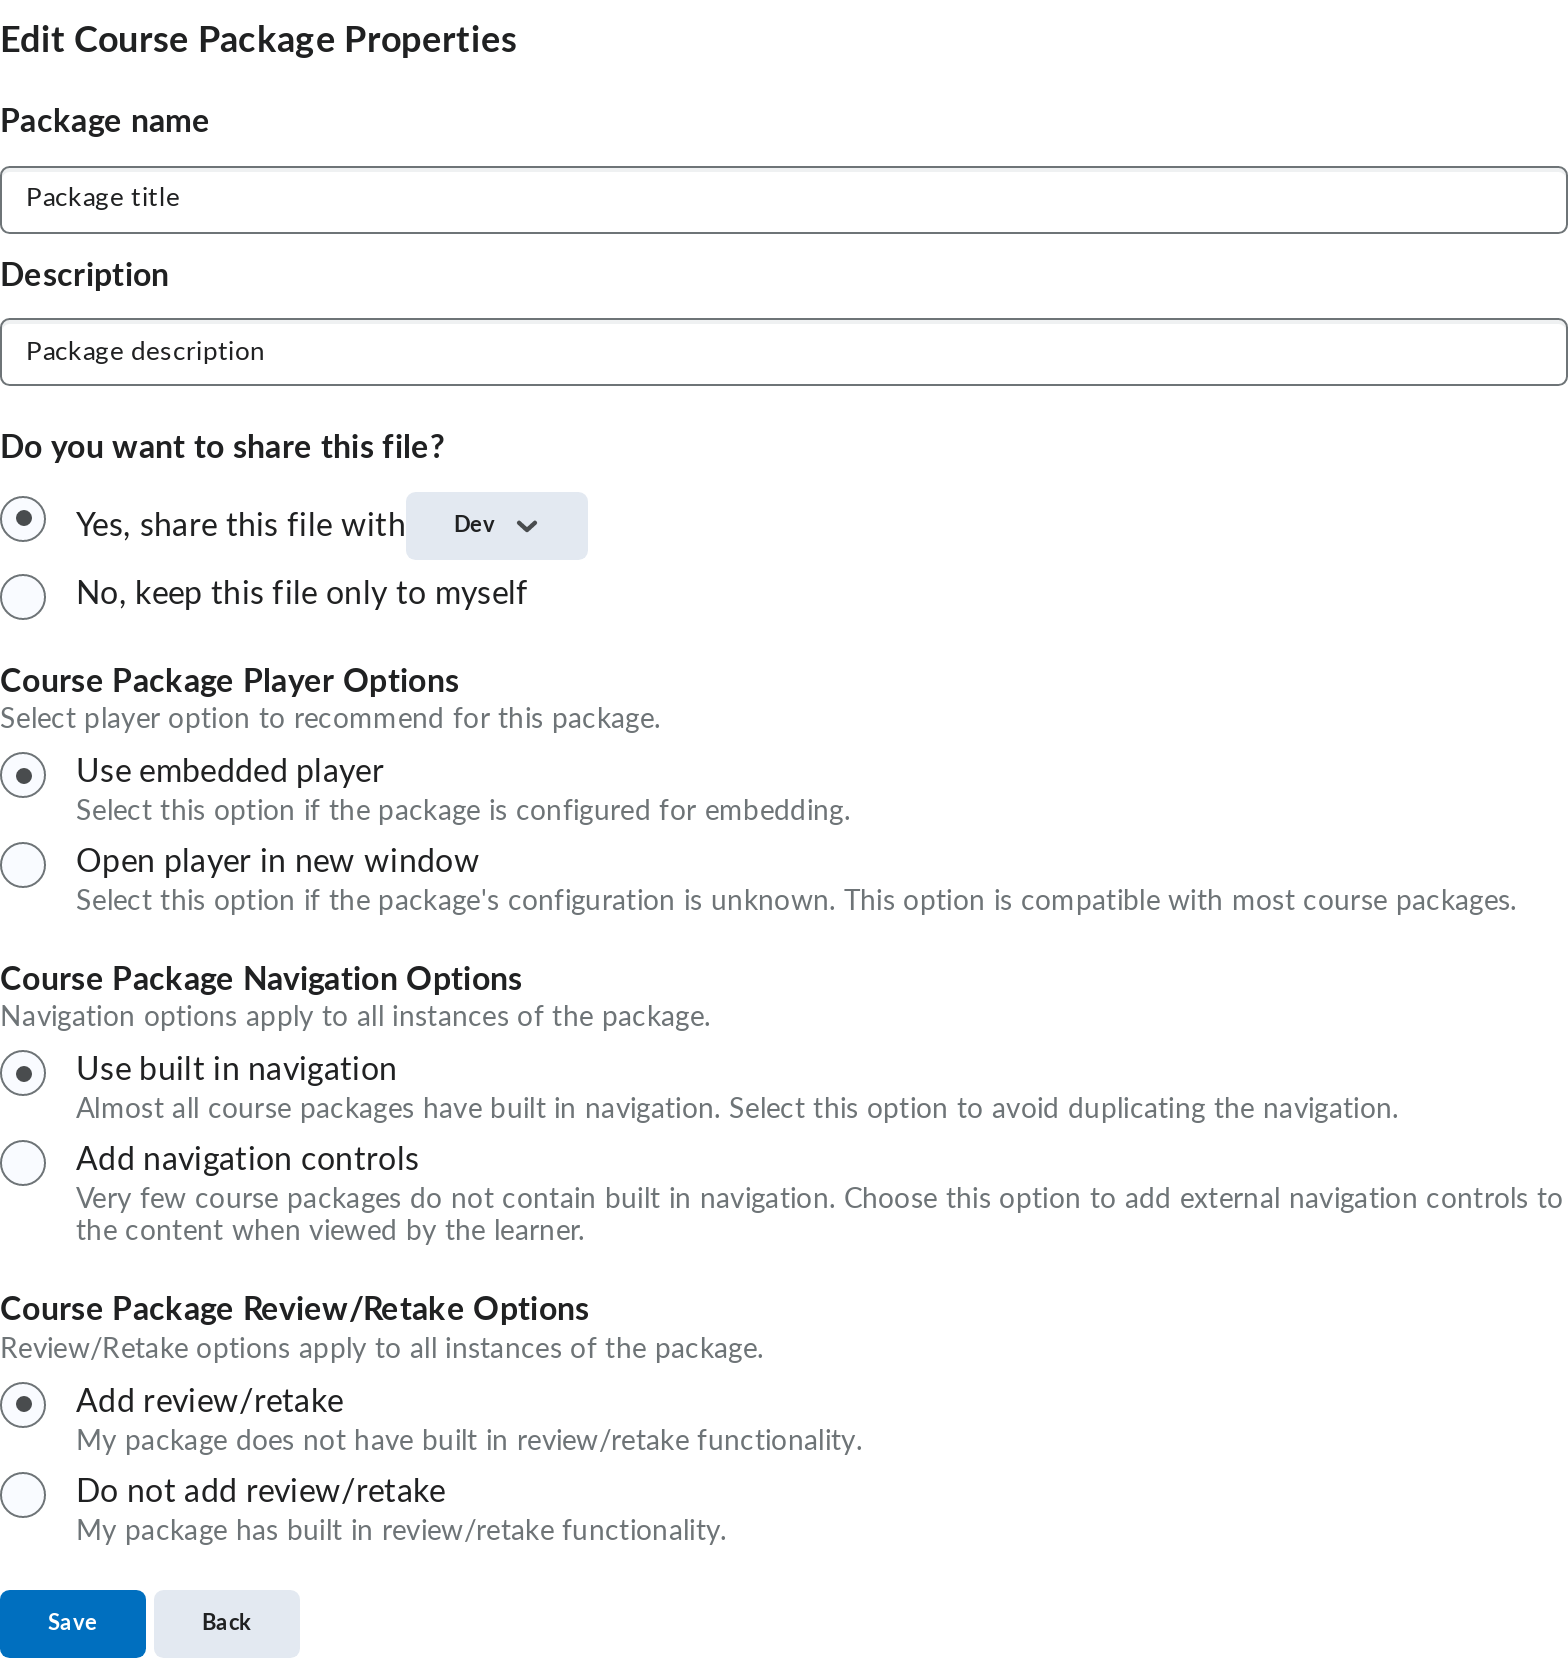 Edit Course Package Properties
Package name
Package title
Description
Package description
Do you want to share this file?
Yes, share this file with Dev
No, keep this file only to myself
Course Package Player Options
Select player option to recommend for this package.
Use embedded player
Select this option if the package is configured for embedding.
Open player in new window
Select this option if the package's configuration is unknown. This option is compatible with most course packages.
Course Package Navigation Options
Navigation options apply to all instances of the package.
Use built in navigation
Almost all course packages have built in navigation. Select this option to avoid duplicating the navigation.
Add navigation controls
Very few course packages do not contain built in navigation. Choose this option to add external navigation controls to
the content when viewed by the learner.
Course Package Review/Retake Options
Review/Retake options apply to all instances of the package.
Add review/retake
My package does not have built in review/retake functionality.
Do not add review/retake
My package has built in review/retake functionality.
Save Back